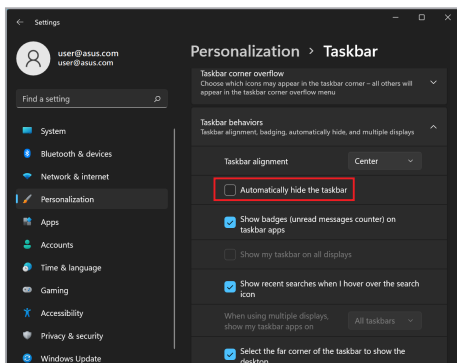 Settings
user@asus.com
user@asus.com
Find a setting
System
Bluetooth & devices
Network & internet
Personalization
Apps
Accounts
Time & language
Gaming
Accessibility
Privacy & security
Windows Update
Personalization > Taskbar
Taskbar corner overflow
Choose which icons may appear in the taskbar corner – all others will
appear in the taskbar corner overflow menu
Taskbar behaviors
Taskbar alignment, badging, automatically hide, and multiple displays
Taskbar alignment
Center
Automatically hide the taskbar
Show badges (unread messages counter) on
taskbar apps
Show my taskbar on all displays
Show recent searches when I hover over the search
icon
When using multiple displays,
show my taskbar apps on
All taskbars
Select the far corner of the taskbar to show the
desktop